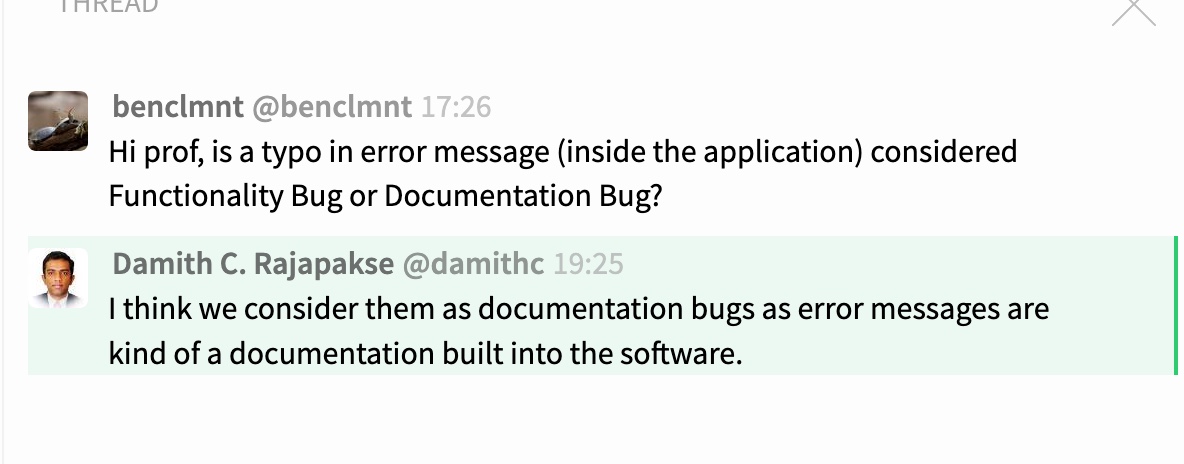 THREAD
benclmnt @benclmnt 17:26
Hi prof, is a typo in error message (inside the application) considered
Functionality Bug or Documentation Bug?
Damith C. Rajapakse @damithc 19:25
I think we consider them as documentation bugs as error messages are
kind of a documentation built into the software.